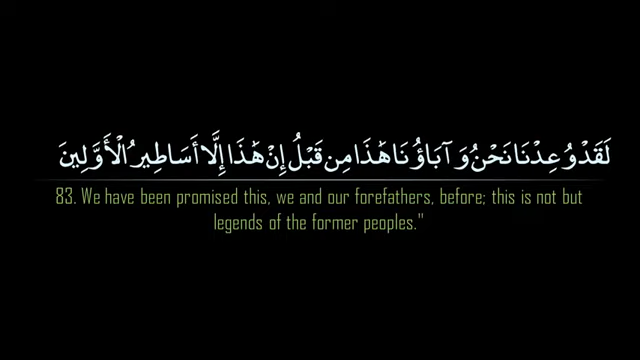 لَقَدْ وُعِدْنَا نَحْنُ وَآبَاؤُنَا هَٰذَا مِن قَبْلُ إِنْ هَٰذَا إِلَّا أَسَاطِيرُ الْأَوَّلِينَ
83. We have been promised this, we and our forefathers, before; this is not but
legends of the former peoples."